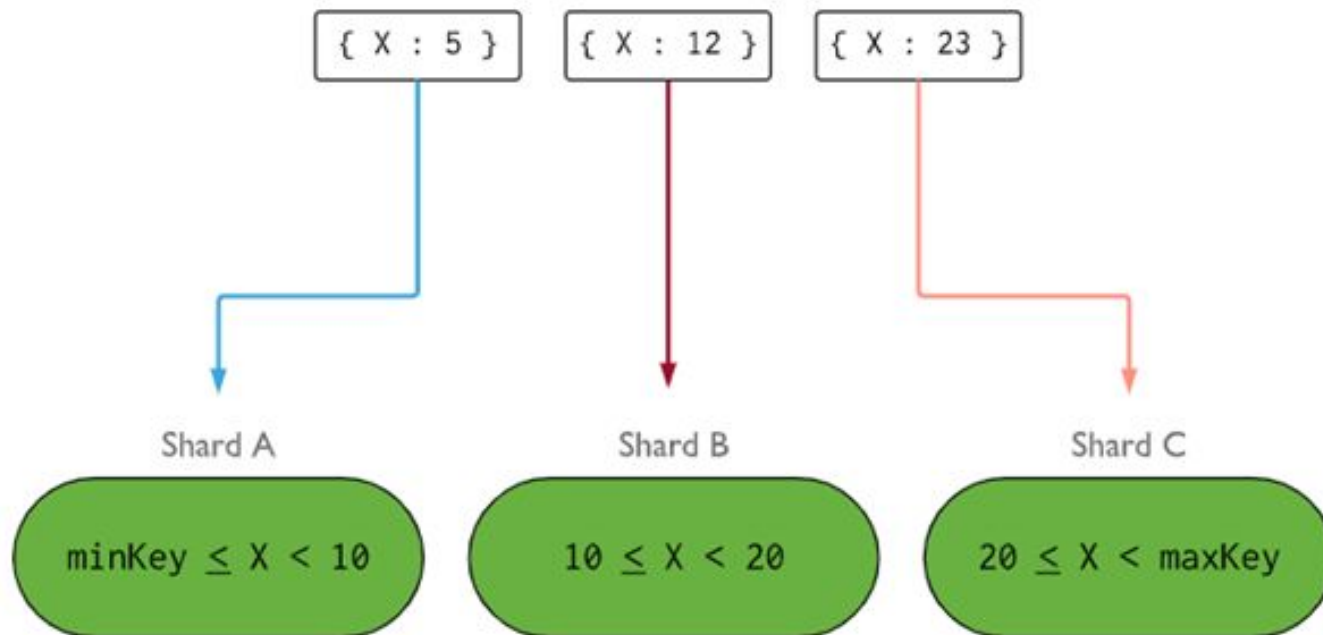 { X : 5 }
{ X : 12 }
{ X : 23 }
Shard A
Shard B
Shard C
minKey ≤ X < 10
10 ≤ X < 20
20 ≤ X < maxKey